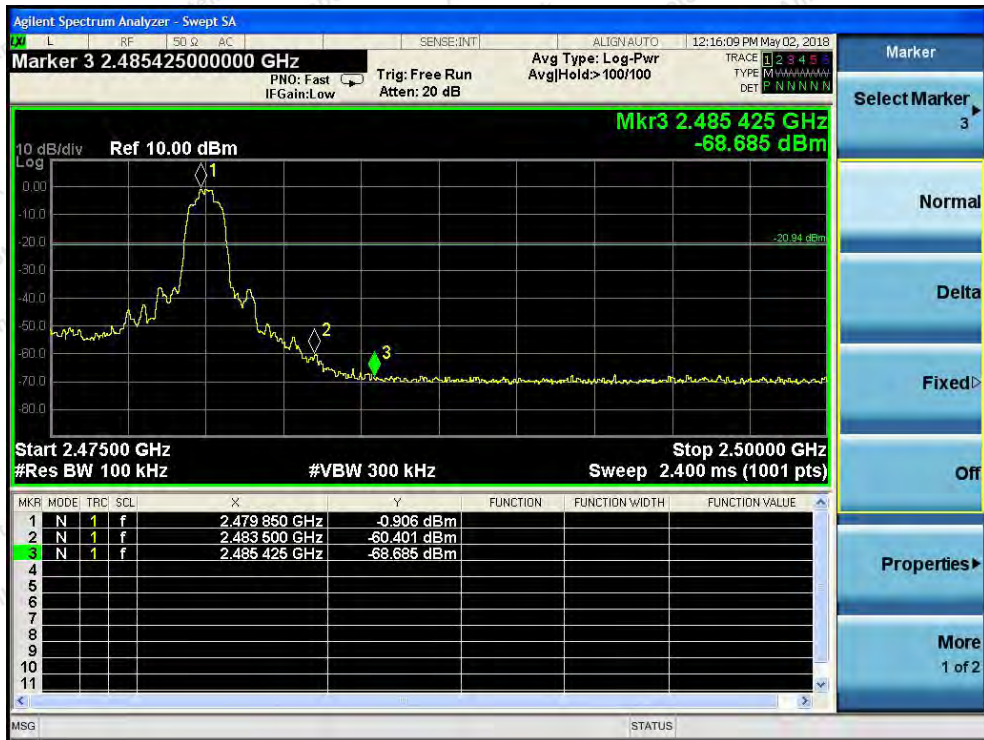 Agilent Spectrum Analyzer - Swept SA
LXI L RF 50 Ω AC SENSE:INT ALIGN AUTO 12:16:09 PM May 02, 2018
Marker 3 2.485425000000 GHz
PNO: Fast
IFGain:Low
Trig: Free Run
Atten: 20 dB
Avg Type: Log-Pwr
Avg|Hold:>100/100
TRACE 1 2 3 4 5 6
TYPE M
DET P N N N N N
Mkr3 2.485 425 GHz
-68.685 dBm
10 dB/div Ref 10.00 dBm
Log
1
0.00
-10.0
-20.0
-20.94 dBm
-30.0
-40.0
-50.0
2
-60.0
3
-70.0
-80.0
Start 2.47500 GHz Stop 2.50000 GHz
#Res BW 100 kHz #VBW 300 kHz Sweep 2.400 ms (1001 pts)
MKR MODE TRC SCL X Y FUNCTION FUNCTION WIDTH FUNCTION VALUE
1 N 1 f 2.479 850 GHz -0.906 dBm
2 N 1 f 2.483 500 GHz -60.401 dBm
3 N 1 f 2.485 425 GHz -68.685 dBm
4
5
6
7
8
9
10
11
MSG STATUS
Marker
Select Marker
3
Normal
Delta
Fixed
Off
Properties
More
1 of 2